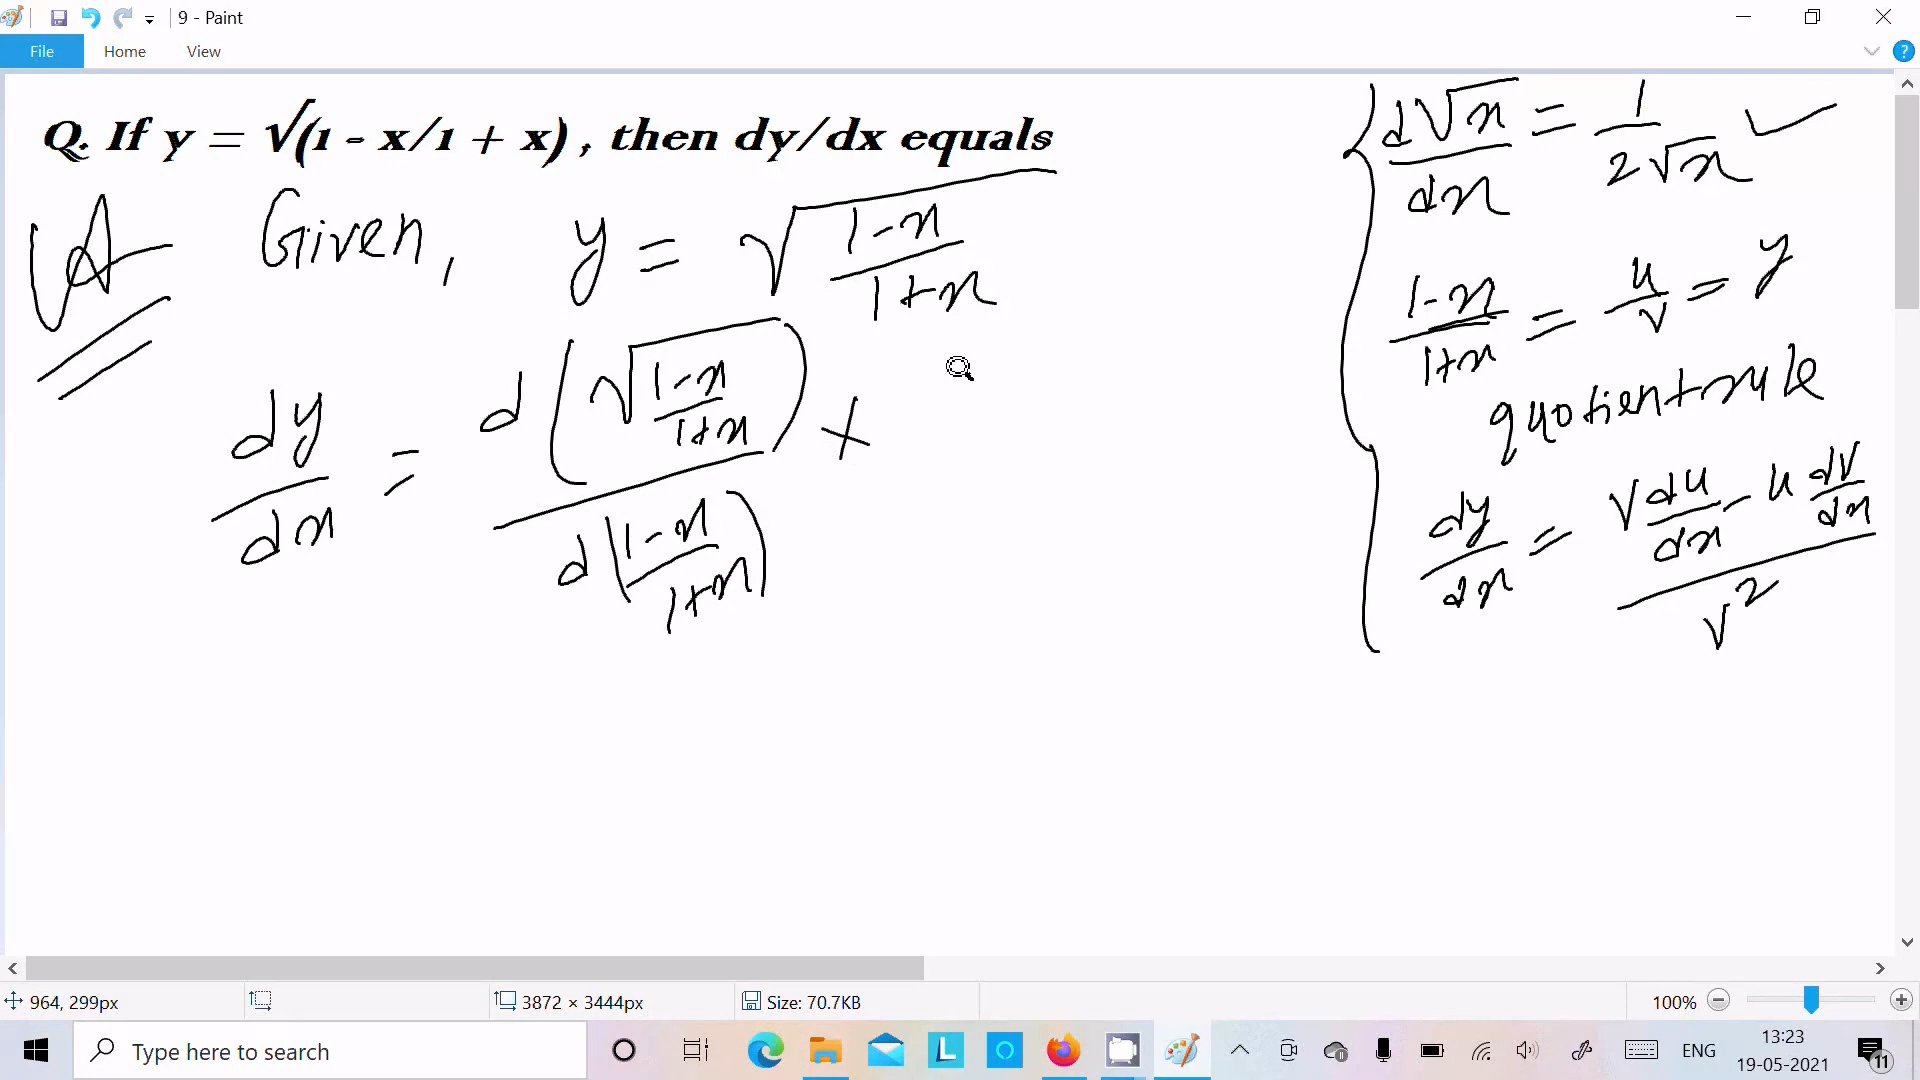 9 - Paint
File Home View
Q. If y = √(1 - x/1 + x) , then dy/dx equals
Given, y = √((1-x)/(1+x))
dy/dx = d(√((1-x)/(1+x)))/d((1-x)/(1+x)) ×
d√x/dx = 1/(2√x) ✓
(1-x)/(1+x) = u/v = y
quotient rule
dy/dx = (v du/dx - u dv/dx)/v²
964, 299px 3872 × 3444px Size: 70.7KB 100%
Type here to search ENG 13:23
19-05-2021 11